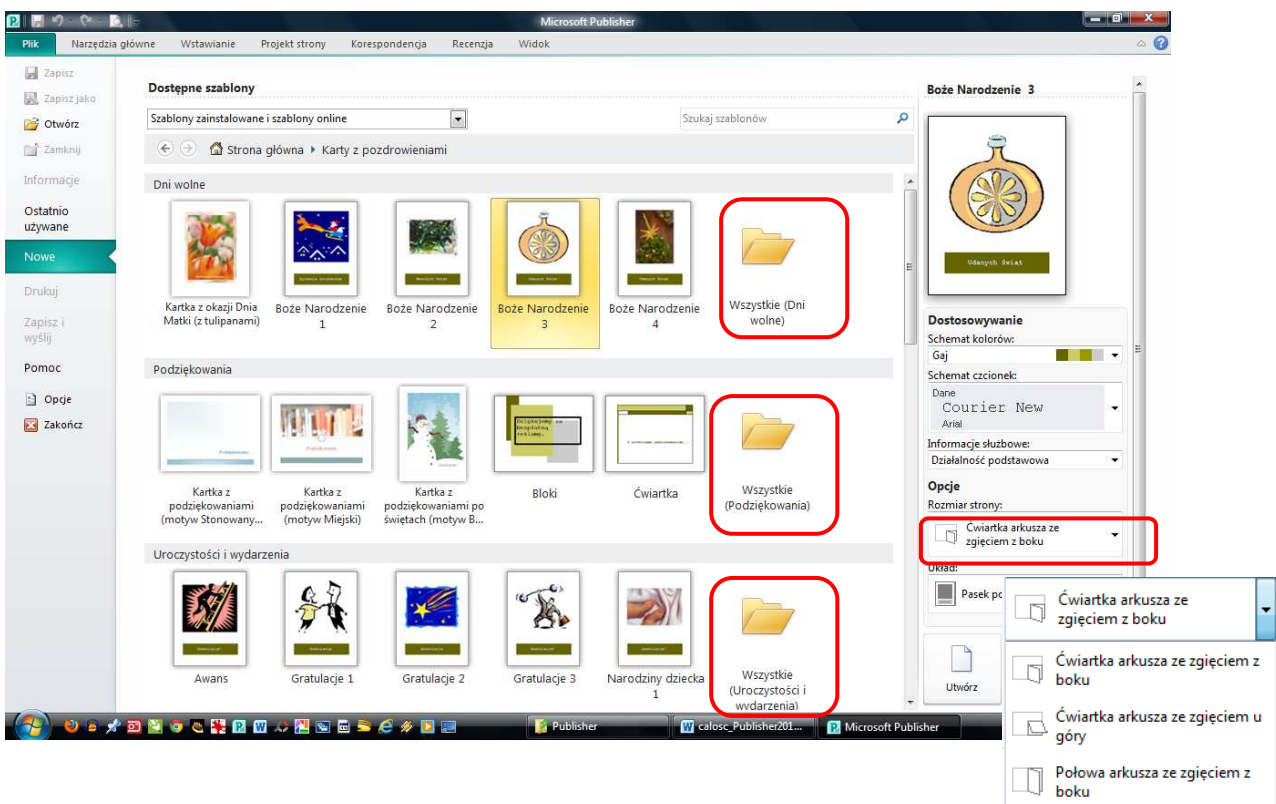 Microsoft Publisher
Plik Narzędzia główne Wstawianie Projekt strony Korespondencja Recenzja Widok
Zapisz
Zapisz jako
Otwórz
Zamknij
Informacje
Ostatnio
używane
Nowe
Drukuj
Zapisz i
wyślij
Pomoc
Opcje
Zakończ
Dostępne szablony
Szablony zainstalowane i szablony online
Szukaj szablonów
Strona główna Karty z pozdrowieniami
Dni wolne
Kartka z okazji Dnia
Matki (z tulipanami)
Boże Narodzenie
1
Boże Narodzenie
2
Boże Narodzenie
3
Boże Narodzenie
4
Wszystkie (Dni
wolne)
Podziękowania
Dziękujemy za
bezpłatną
reklamę.
Kartka z
podziękowaniami
(motyw Stonowany...
Kartka z
podziękowaniami
(motyw Miejski)
Kartka z
podziękowaniami po
świętach (motyw B...
Bloki
Ćwiartka
Wszystkie
(Podziękowania)
Uroczystości i wydarzenia
Awans
Gratulacje 1
Gratulacje 2
Gratulacje 3
Narodziny dziecka
1
Wszystkie
(Uroczystości i
wydarzenia)
Boże Narodzenie 3
Udanych Świąt
Dostosowywanie
Schemat kolorów:
Gaj
Schemat czcionek:
Dane
Courier New
Arial
Informacje służbowe:
Działalność podstawowa
Opcje
Rozmiar strony:
Ćwiartka arkusza ze
zgięciem z boku
Układ:
Pasek po
Utwórz
Ćwiartka arkusza ze
zgięciem z boku
Ćwiartka arkusza ze zgięciem z
boku
Ćwiartka arkusza ze zgięciem u
góry
Połowa arkusza ze zgięciem z
boku
Publisher
calosc_Publisher201...
Microsoft Publisher